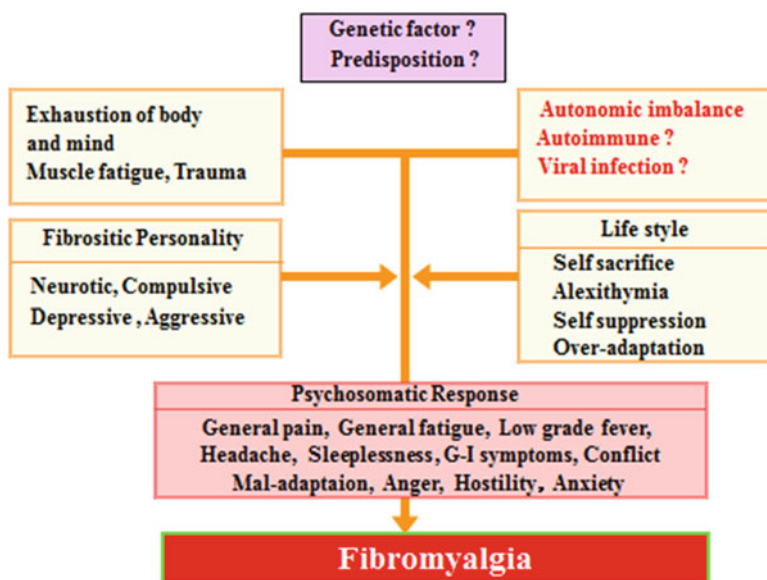 Genetic factor ?
Predisposition ?
Exhaustion of body
and mind
Muscle fatigue, Trauma
Autonomic imbalance
Autoimmune ?
Viral infection ?
Fibrositic Personality
Neurotic, Compulsive
Depressive , Aggressive
Life style
Self sacrifice
Alexithymia
Self suppression
Over-adaptation
Psychosomatic Response
General pain, General fatigue, Low grade fever,
Headache, Sleeplessness, G-I symptoms, Conflict
Mal-adaptaion, Anger, Hostility, Anxiety
Fibromyalgia